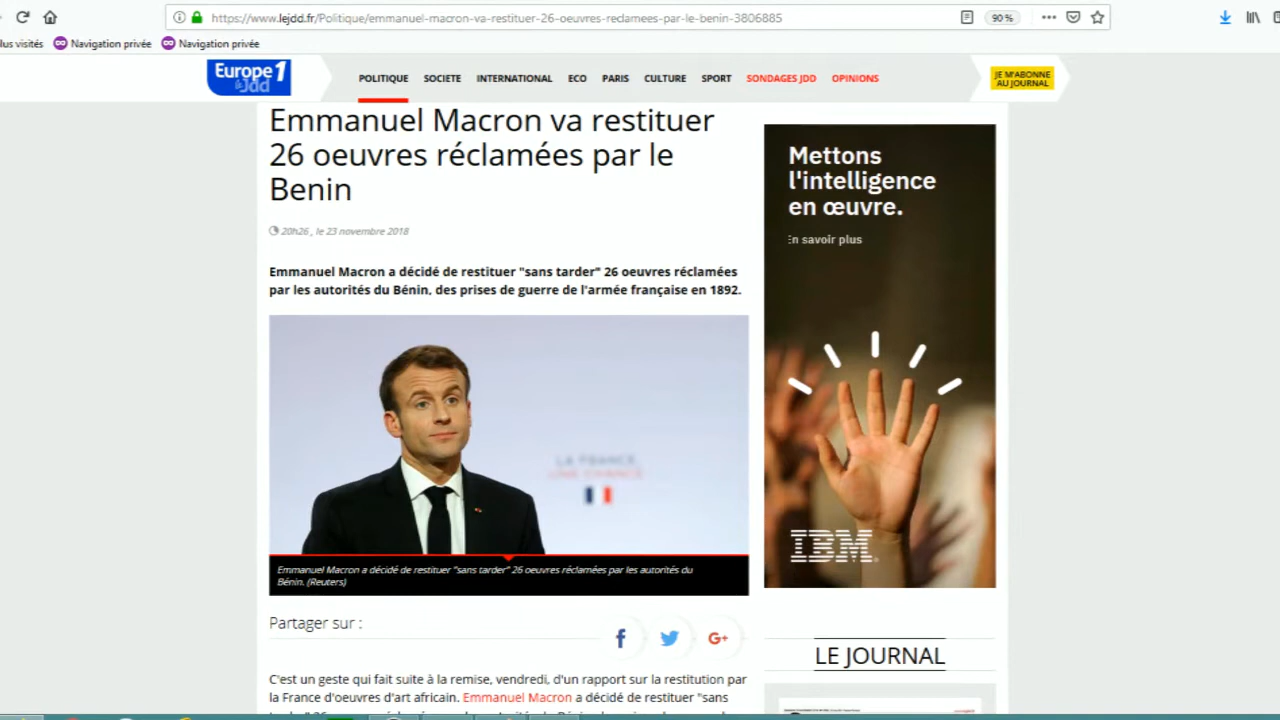 https://www.lejdd.fr/Politique/emmanuel-macron-va-restituer-26-oeuvres-reclamees-par-le-benin-3806885
90 %
lus visités
Navigation privée
Navigation privée
Europe 1
le Jdd
POLITIQUE
SOCIETE
INTERNATIONAL
ECO
PARIS
CULTURE
SPORT
SONDAGES JDD
OPINIONS
JE M'ABONNE
AU JOURNAL
Emmanuel Macron va restituer
26 oeuvres réclamées par le
Benin
20h26 , le 23 novembre 2018
Emmanuel Macron a décidé de restituer "sans tarder" 26 oeuvres réclamées
par les autorités du Bénin, des prises de guerre de l'armée française en 1892.
LA FRANCE,
UNE CHANCE
Emmanuel Macron a décidé de restituer "sans tarder" 26 oeuvres réclamées par les autorités du
Bénin. (Reuters)
Partager sur :
C'est un geste qui fait suite à la remise, vendredi, d'un rapport sur la restitution par
la France d'oeuvres d'art africain. Emmanuel Macron a décidé de restituer "sans
Mettons
l'intelligence
en œuvre.
En savoir plus
IBM
LE JOURNAL